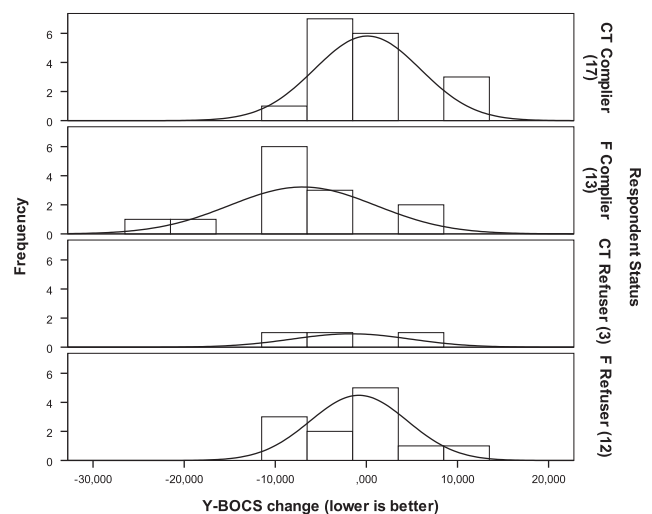 6
4
2
0
CT Complier
(17)
6
4
2
0
F Complier
(13)
6
4
2
0
CT Refuser (3)
6
4
2
0
F Refuser (12)
Frequency
Respondent Status
-30,000 -20,000 -10,000 ,000 10,000 20,000
Y-BOCS change (lower is better)